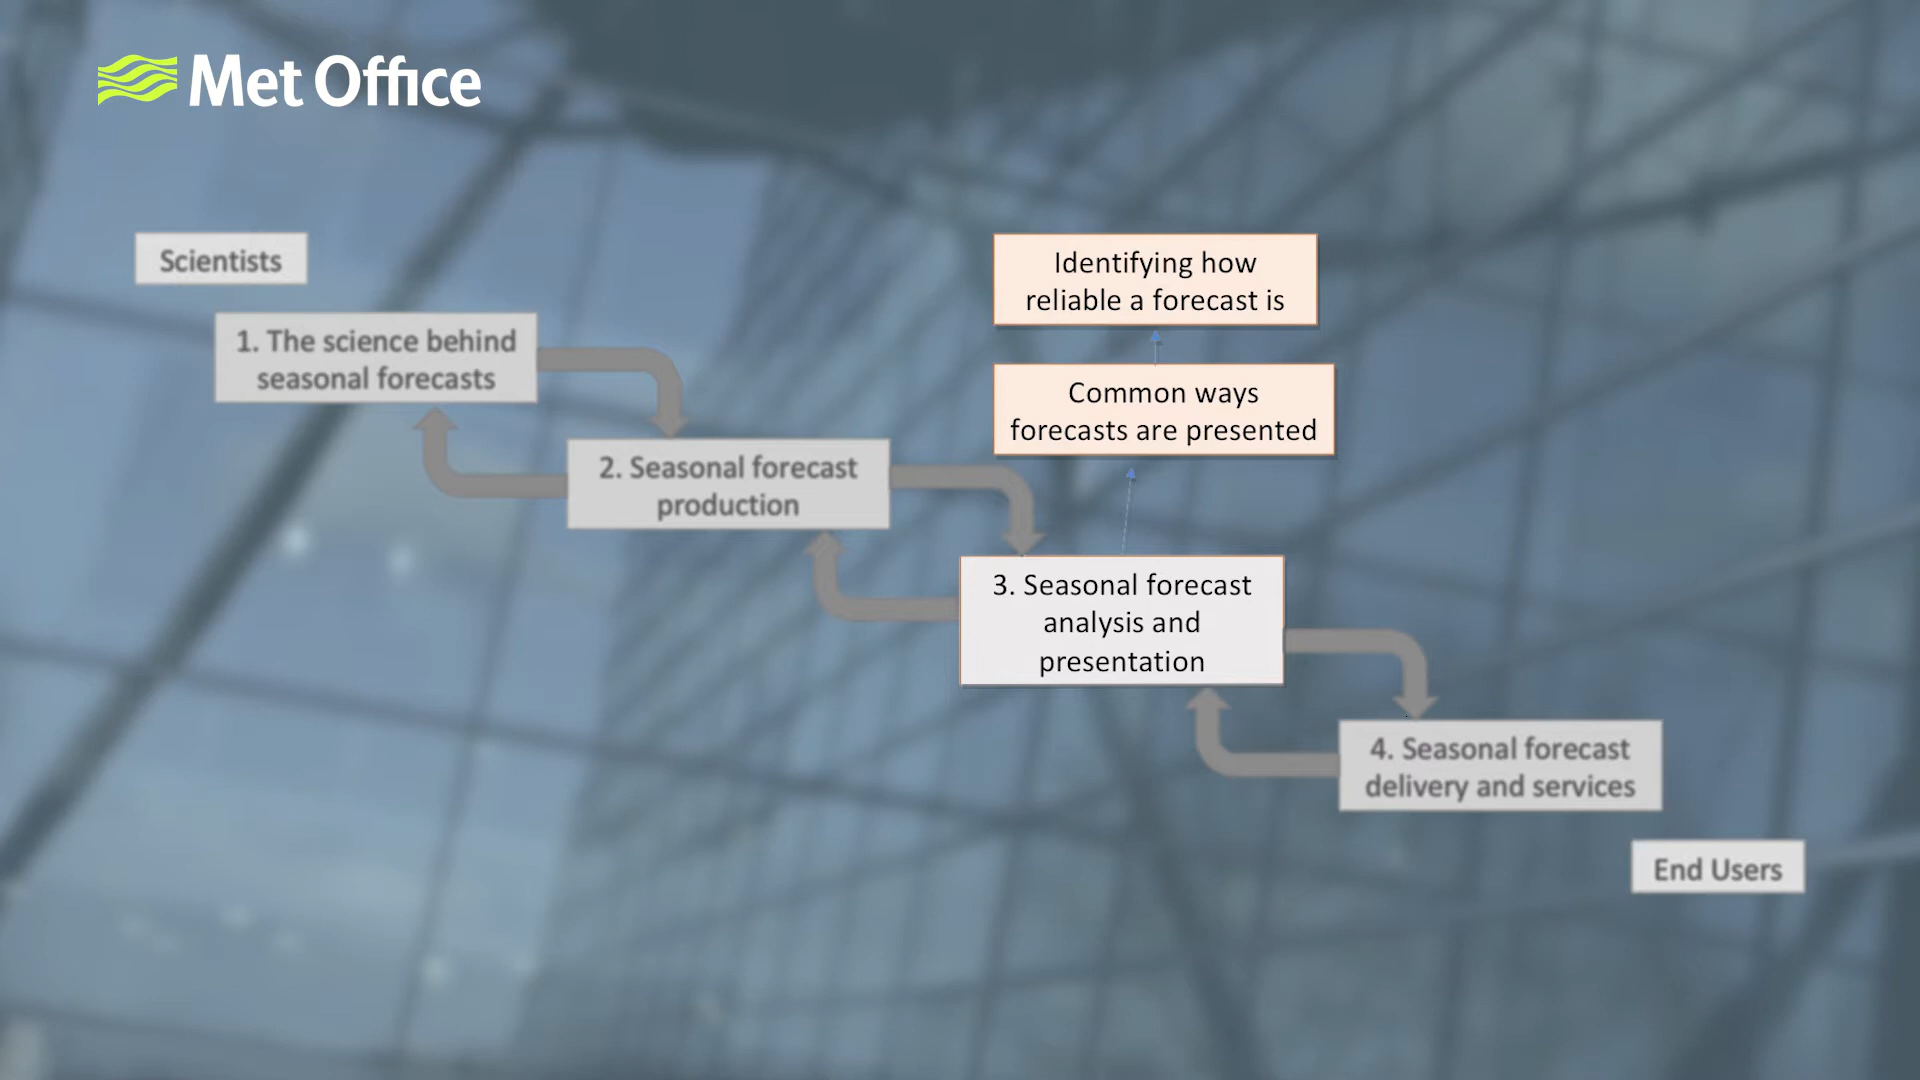 Met Office
Scientists
1. The science behind
seasonal forecasts
2. Seasonal forecast
production
Identifying how
reliable a forecast is
Common ways
forecasts are presented
3. Seasonal forecast
analysis and
presentation
4. Seasonal forecast
delivery and services
End Users